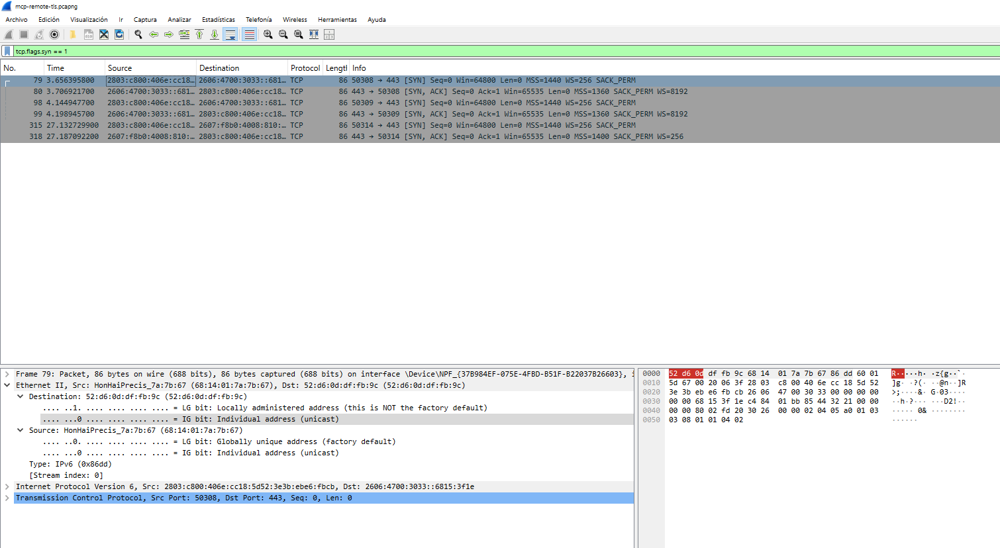 mcp-remote-tls.pcapng
Archivo Edición Visualización Ir Captura Analizar Estadísticas Telefonía Wireless Herramientas Ayuda
tcp.flags.syn == 1
No. Time Source Destination Protocol Lengtl Info
79 3.656395800 2803:c800:406e:cc18… 2606:4700:3033::681… TCP 86 50308 → 443 [SYN] Seq=0 Win=64800 Len=0 MSS=1440 WS=256 SACK_PERM
80 3.706921700 2606:4700:3033::681… 2803:c800:406e:cc18… TCP 86 443 → 50308 [SYN, ACK] Seq=0 Ack=1 Win=65535 Len=0 MSS=1360 SACK_PERM WS=8192
98 4.144947700 2803:c800:406e:cc18… 2606:4700:3033::681… TCP 86 50309 → 443 [SYN] Seq=0 Win=64800 Len=0 MSS=1440 WS=256 SACK_PERM
99 4.198945700 2606:4700:3033::681… 2803:c800:406e:cc18… TCP 86 443 → 50309 [SYN, ACK] Seq=0 Ack=1 Win=65535 Len=0 MSS=1360 SACK_PERM WS=8192
315 27.132729900 2803:c800:406e:cc18… 2607:f8b0:4008:810:… TCP 86 50314 → 443 [SYN] Seq=0 Win=64800 Len=0 MSS=1440 WS=256 SACK_PERM
318 27.187092200 2607:f8b0:4008:810:… 2803:c800:406e:cc18… TCP 86 443 → 50314 [SYN, ACK] Seq=0 Ack=1 Win=65535 Len=0 MSS=1400 SACK_PERM WS=256
Frame 79: Packet, 86 bytes on wire (688 bits), 86 bytes captured (688 bits) on interface \Device\NPF_{37B984EF-075E-4FBD-B51F-B22037B26603}, i
Ethernet II, Src: HonHaiPrecis_7a:7b:67 (68:14:01:7a:7b:67), Dst: 52:d6:0d:df:fb:9c (52:d6:0d:df:fb:9c)
Destination: 52:d6:0d:df:fb:9c (52:d6:0d:df:fb:9c)
.... ..1. .... .... .... .... = LG bit: Locally administered address (this is NOT the factory default)
.... ...0 .... .... .... .... = IG bit: Individual address (unicast)
Source: HonHaiPrecis_7a:7b:67 (68:14:01:7a:7b:67)
.... ..0. .... .... .... .... = LG bit: Globally unique address (factory default)
.... ...0 .... .... .... .... = IG bit: Individual address (unicast)
Type: IPv6 (0x86dd)
[Stream index: 0]
Internet Protocol Version 6, Src: 2803:c800:406e:cc18:5d52:3e3b:ebe6:fbcb, Dst: 2606:4700:3033::6815:3f1e
Transmission Control Protocol, Src Port: 50308, Dst Port: 443, Seq: 0, Len: 0
0000 52 d6 0d df fb 9c 68 14 01 7a 7b 67 86 dd 60 01 R·····h· ·z{g··`·
0010 5d 67 00 20 06 3f 28 03 c8 00 40 6e cc 18 5d 52 ]g· ·?(· ··@n··]R
0020 3e 3b eb e6 fb cb 26 06 47 00 30 33 00 00 00 00 >;····&· G·03····
0030 00 00 68 15 3f 1e c4 84 01 bb 85 44 32 21 00 00 ··h·?··· ···D2!··
0040 00 00 80 02 fd 20 30 26 00 00 02 04 05 a0 01 03 ····· 0& ········
0050 03 08 01 01 04 02 ······